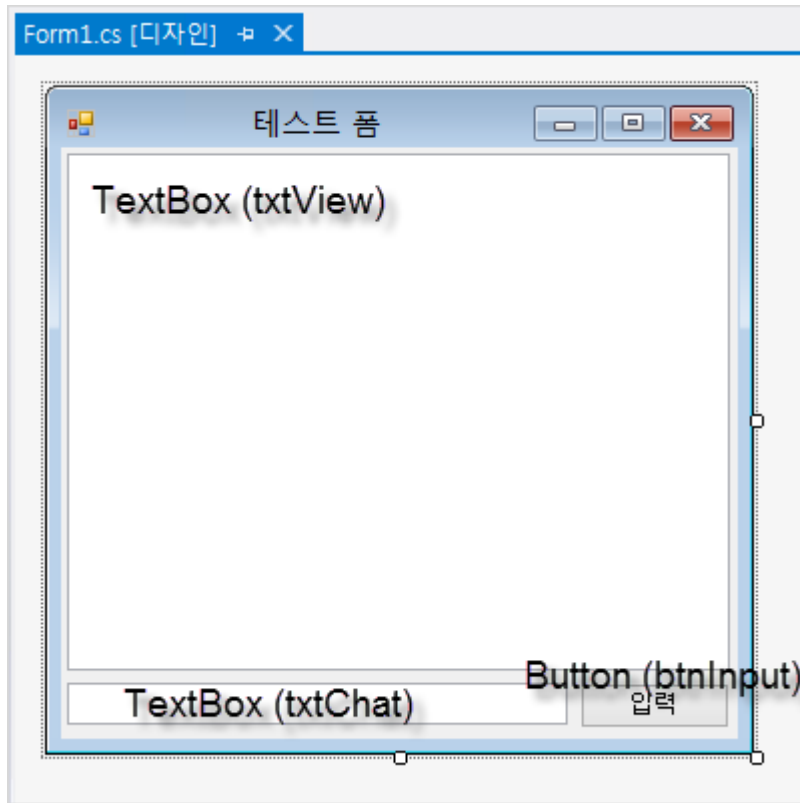 Form1.cs [디자인]
테스트 폼
TextBox (txtView)
Button (btnInput)
TextBox (txtChat)
입력